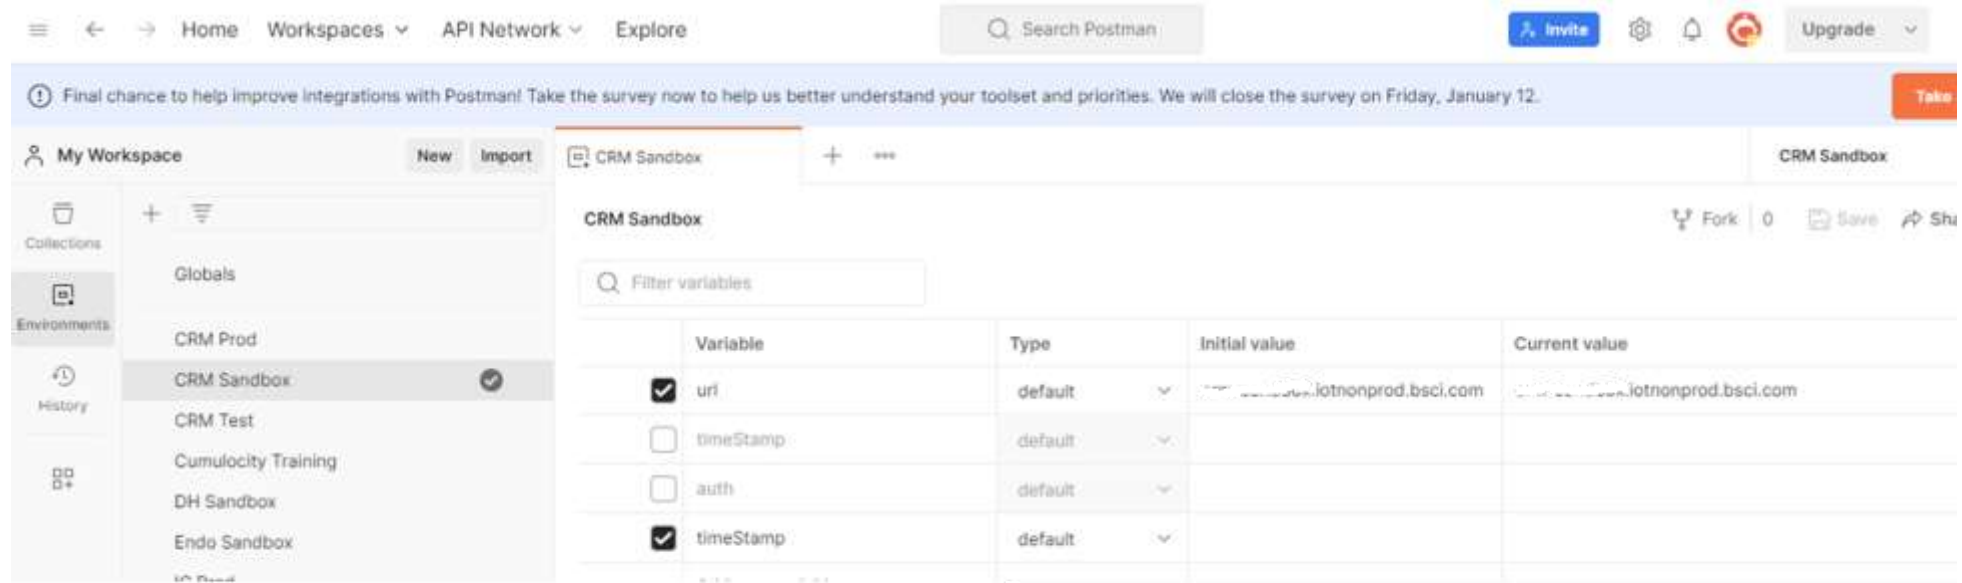 Home Workspaces API Network Explore Search Postman Invite Upgrade
Final chance to help improve integrations with Postman! Take the survey now to help us better understand your toolset and priorities. We will close the survey on Friday, January 12. Take
My Workspace New Import CRM Sandbox CRM Sandbox
Collections
Environments
History
Globals
CRM Prod
CRM Sandbox
CRM Test
Cumulocity Training
DH Sandbox
Endo Sandbox
CRM Sandbox Fork 0 Save Sha
Filter variables
Variable Type Initial value Current value
url default .iotnonprod.bsci.com .iotnonprod.bsci.com
timeStamp default
auth default
timeStamp default